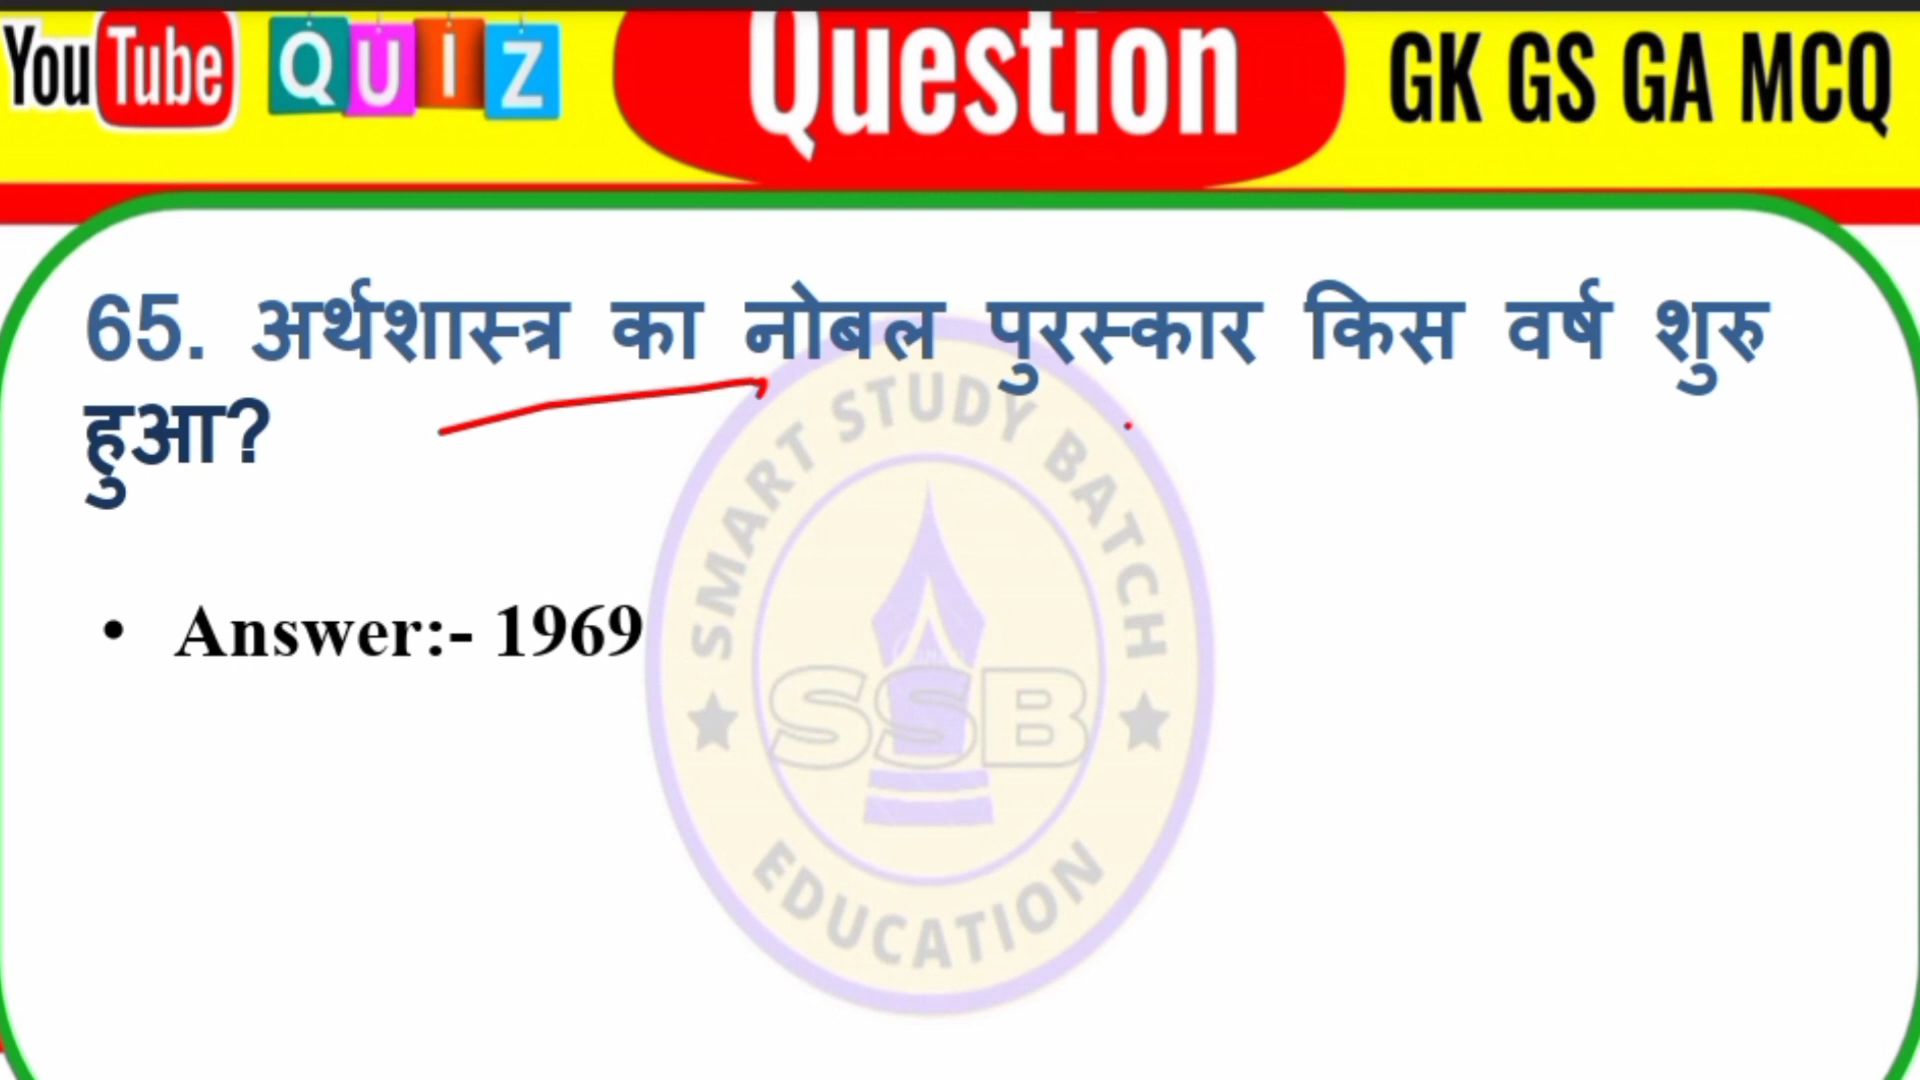 YouTube QUIZ Question GK GS GA MCQ
65. अर्थशास्त्र का नोबल पुरस्कार किस वर्ष शुरु
हुआ?
• Answer:- 1969
SMART STUDY BATCH
SSB
EDUCATION